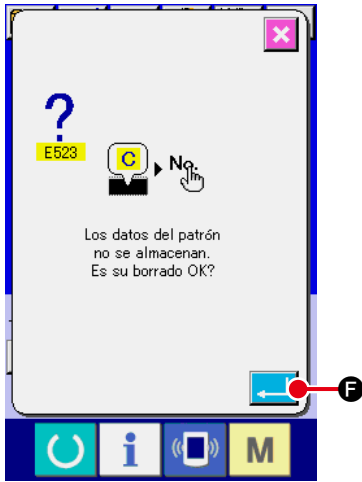 ?
E523
C
No.
Los datos del patrón
no se almacenan.
Es su borrado OK?
F
i
M